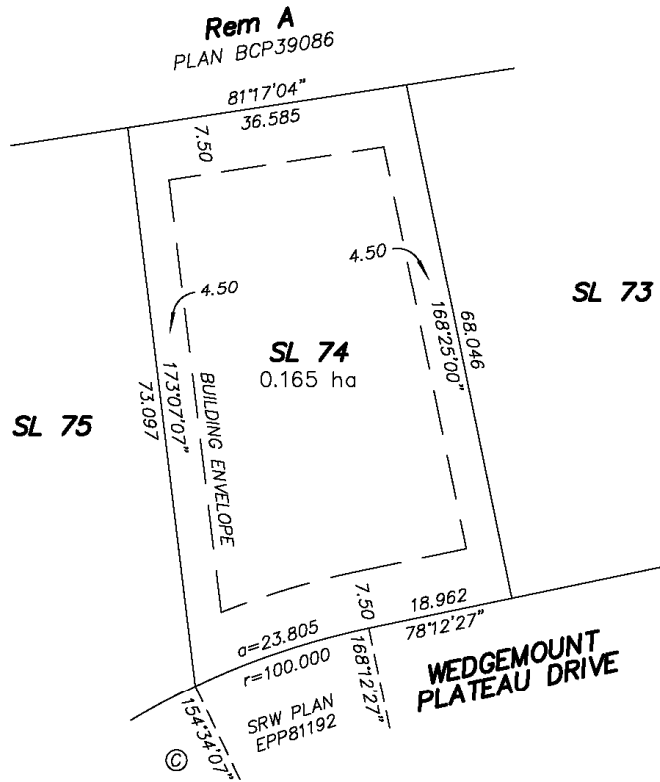 Rem A
PLAN BCP39086
81°17'04"
36.585
7.50
4.50
4.50
SL 73
SL 74
0.165 ha
68.046
168°25'00"
SL 75
73.097
173°07'07"
BUILDING ENVELOPE
7.50
18.962
78°12'27"
a=23.805
r=100.000
168°12'27"
WEDGEMOUNT
PLATEAU DRIVE
SRW PLAN
EPP81192
154°34'07"
©